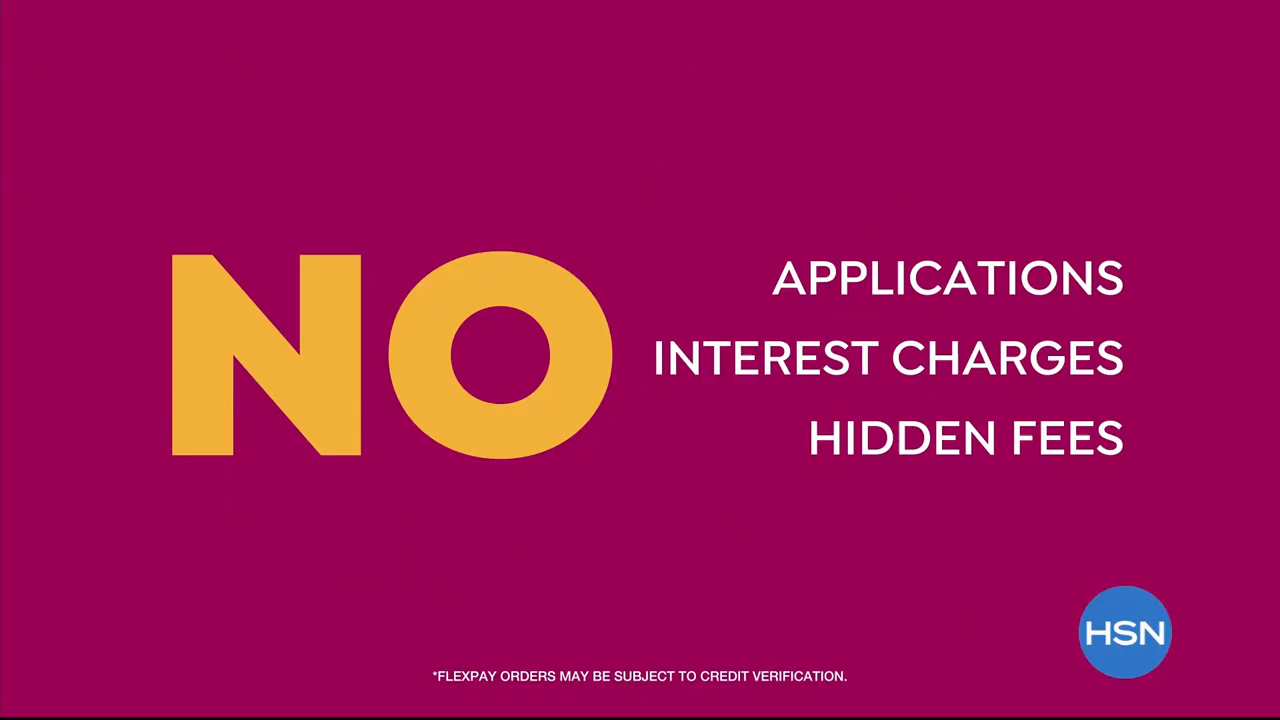 NO
APPLICATIONS
INTEREST CHARGES
HIDDEN FEES
HSN
*FLEXPAY ORDERS MAY BE SUBJECT TO CREDIT VERIFICATION.